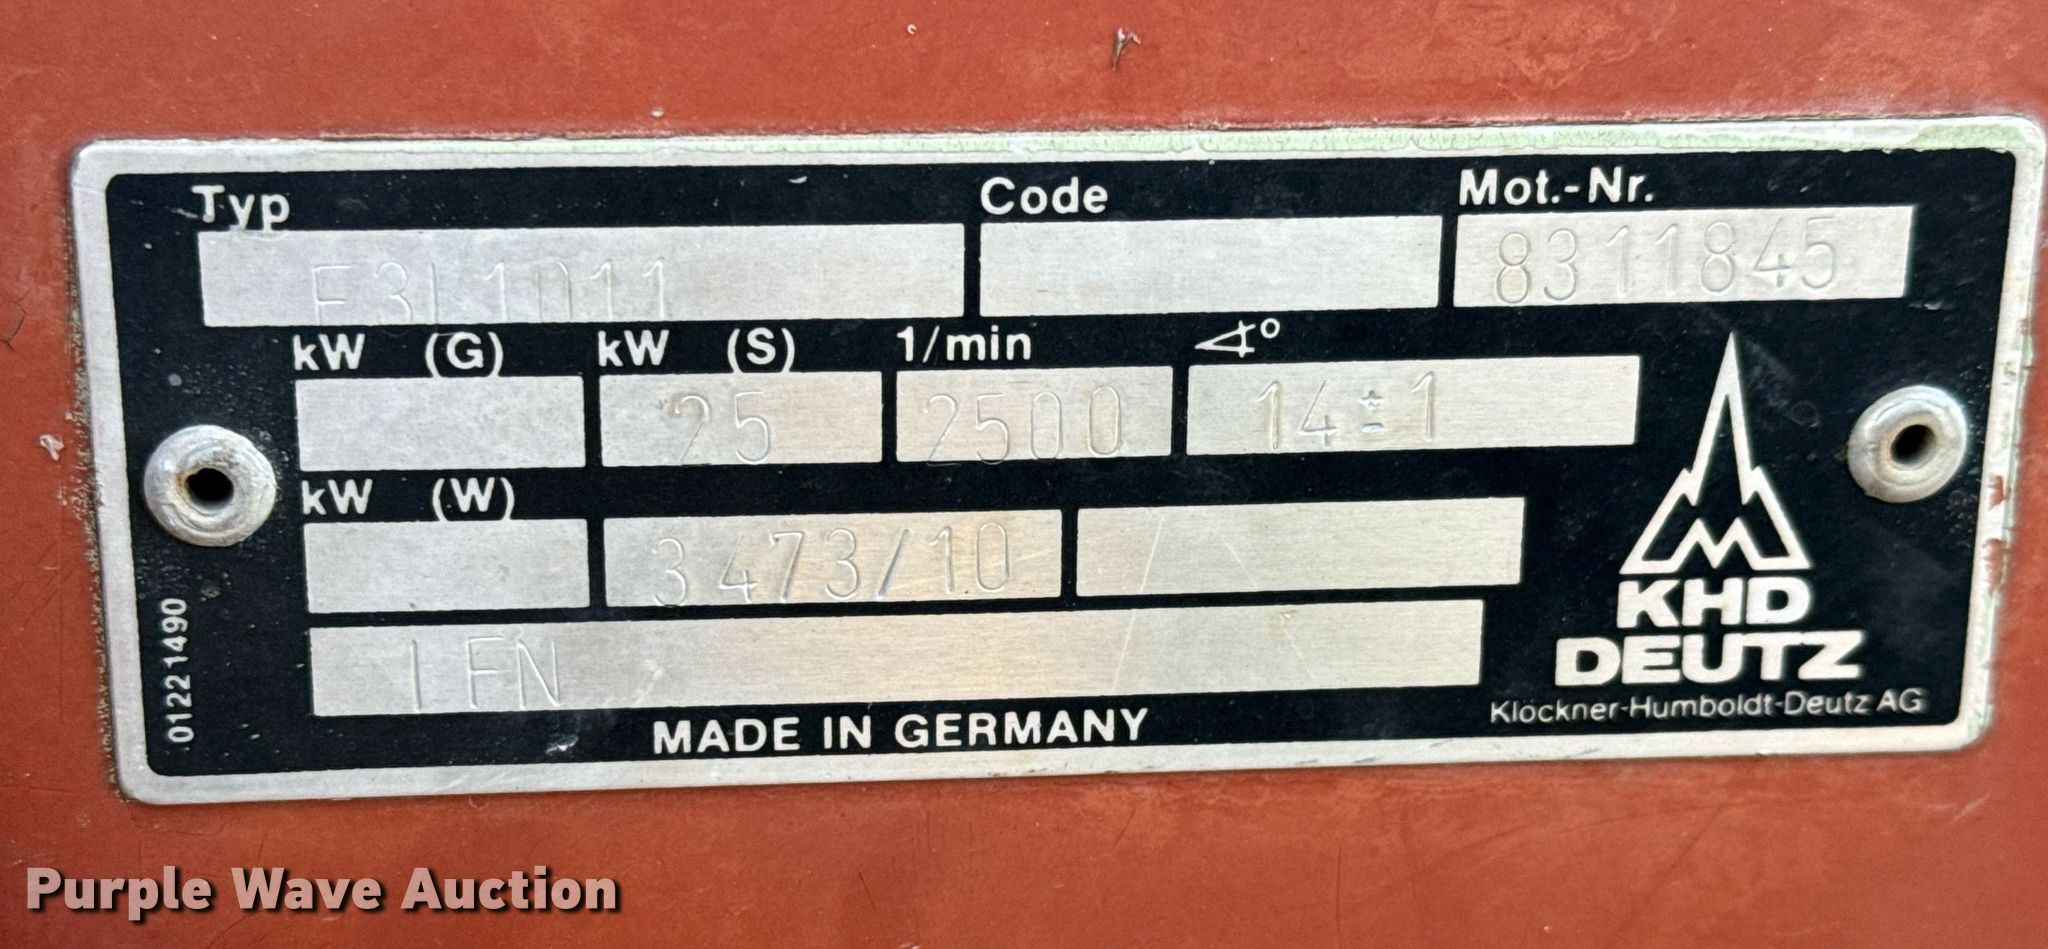 Typ Code Mot.-Nr.
F3L1011 8311845
kW (G) kW (S) 1/min ∢°
25 2500 14±1
kW (W)
3473/10
IFN
MADE IN GERMANY
KHD
DEUTZ
Klöckner-Humboldt-Deutz AG
01221490
Purple Wave Auction